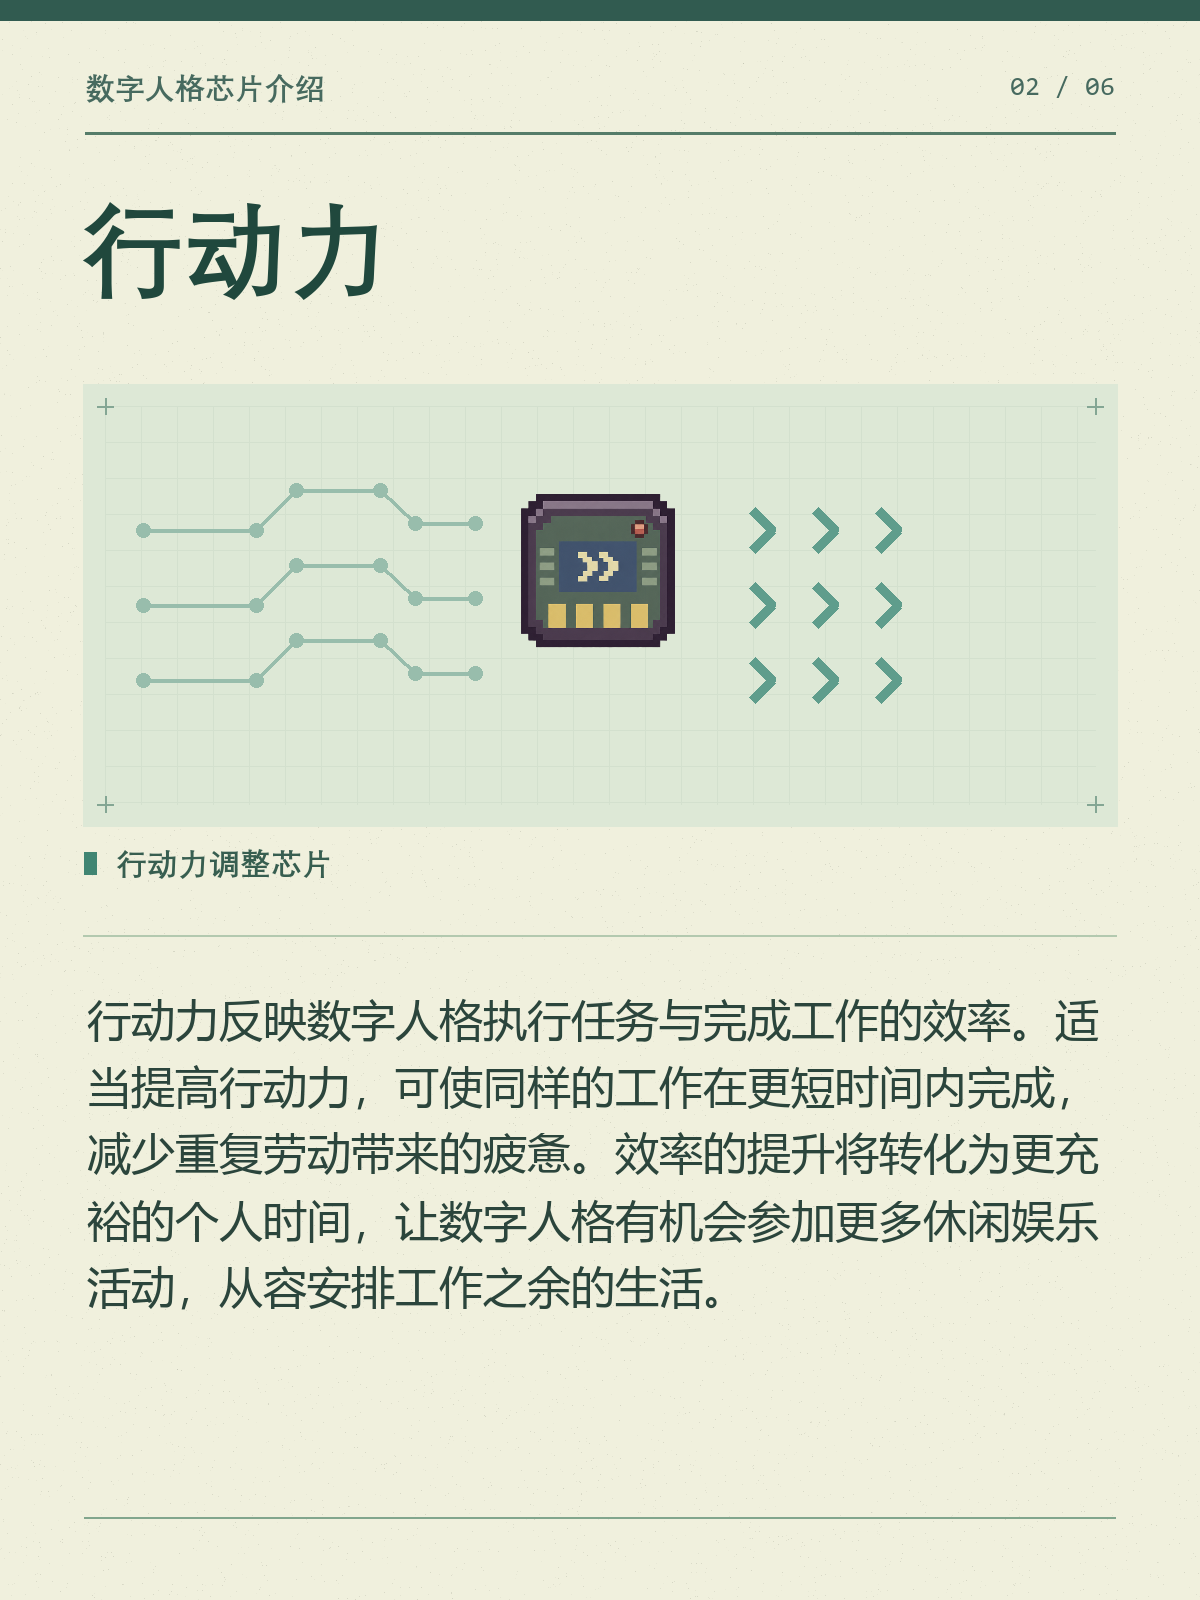 数字人格芯片介绍
02 / 06
行动力
行动力调整芯片
行动力反映数字人格执行任务与完成工作的效率。适
当提高行动力，可使同样的工作在更短时间内完成，
减少重复劳动带来的疲惫。效率的提升将转化为更充
裕的个人时间，让数字人格有机会参加更多休闲娱乐
活动，从容安排工作之余的生活。